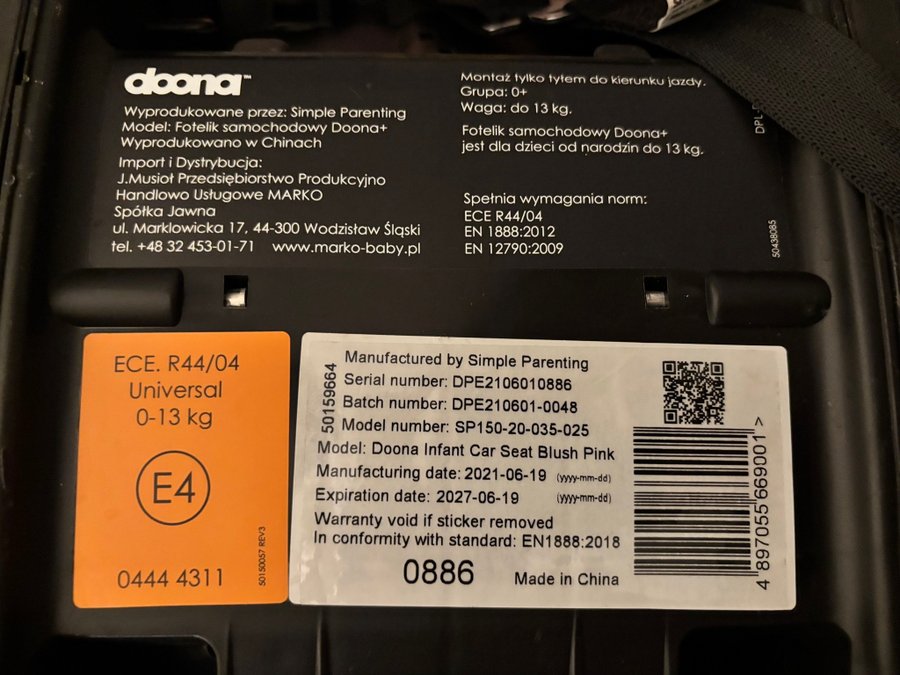 doona™
Wyprodukowane przez: Simple Parenting
Model: Fotelik samochodowy Doona+
Wyprodukowano w Chinach
Import i Dystrybucja:
J.Musioł Przedsiębiorstwo Produkcyjno
Handlowo Usługowe MARKO
Spółka Jawna
ul. Marklowicka 17, 44-300 Wodzisław Śląski
tel. +48 32 453-01-71 www.marko-baby.pl
Montaż tylko tyłem do kierunku jazdy.
Grupa: 0+
Waga: do 13 kg.
Fotelik samochodowy Doona+
jest dla dzieci od narodzin do 13 kg.
Spełnia wymagania norm:
ECE R44/04
EN 1888:2012
EN 12790:2009
50438085
ECE. R44/04
Universal
0-13 kg
E4
0444 4311
50150057 REV3
50159664
Manufactured by Simple Parenting
Serial number: DPE2106010886
Batch number: DPE210601-0048
Model number: SP150-20-035-025
Model: Doona Infant Car Seat Blush Pink
Manufacturing date: 2021-06-19 (yyyy-mm-dd)
Expiration date: 2027-06-19 (yyyy-mm-dd)
Warranty void if sticker removed
In conformity with standard: EN1888:2018
0886 Made in China
4 897055 669001 >